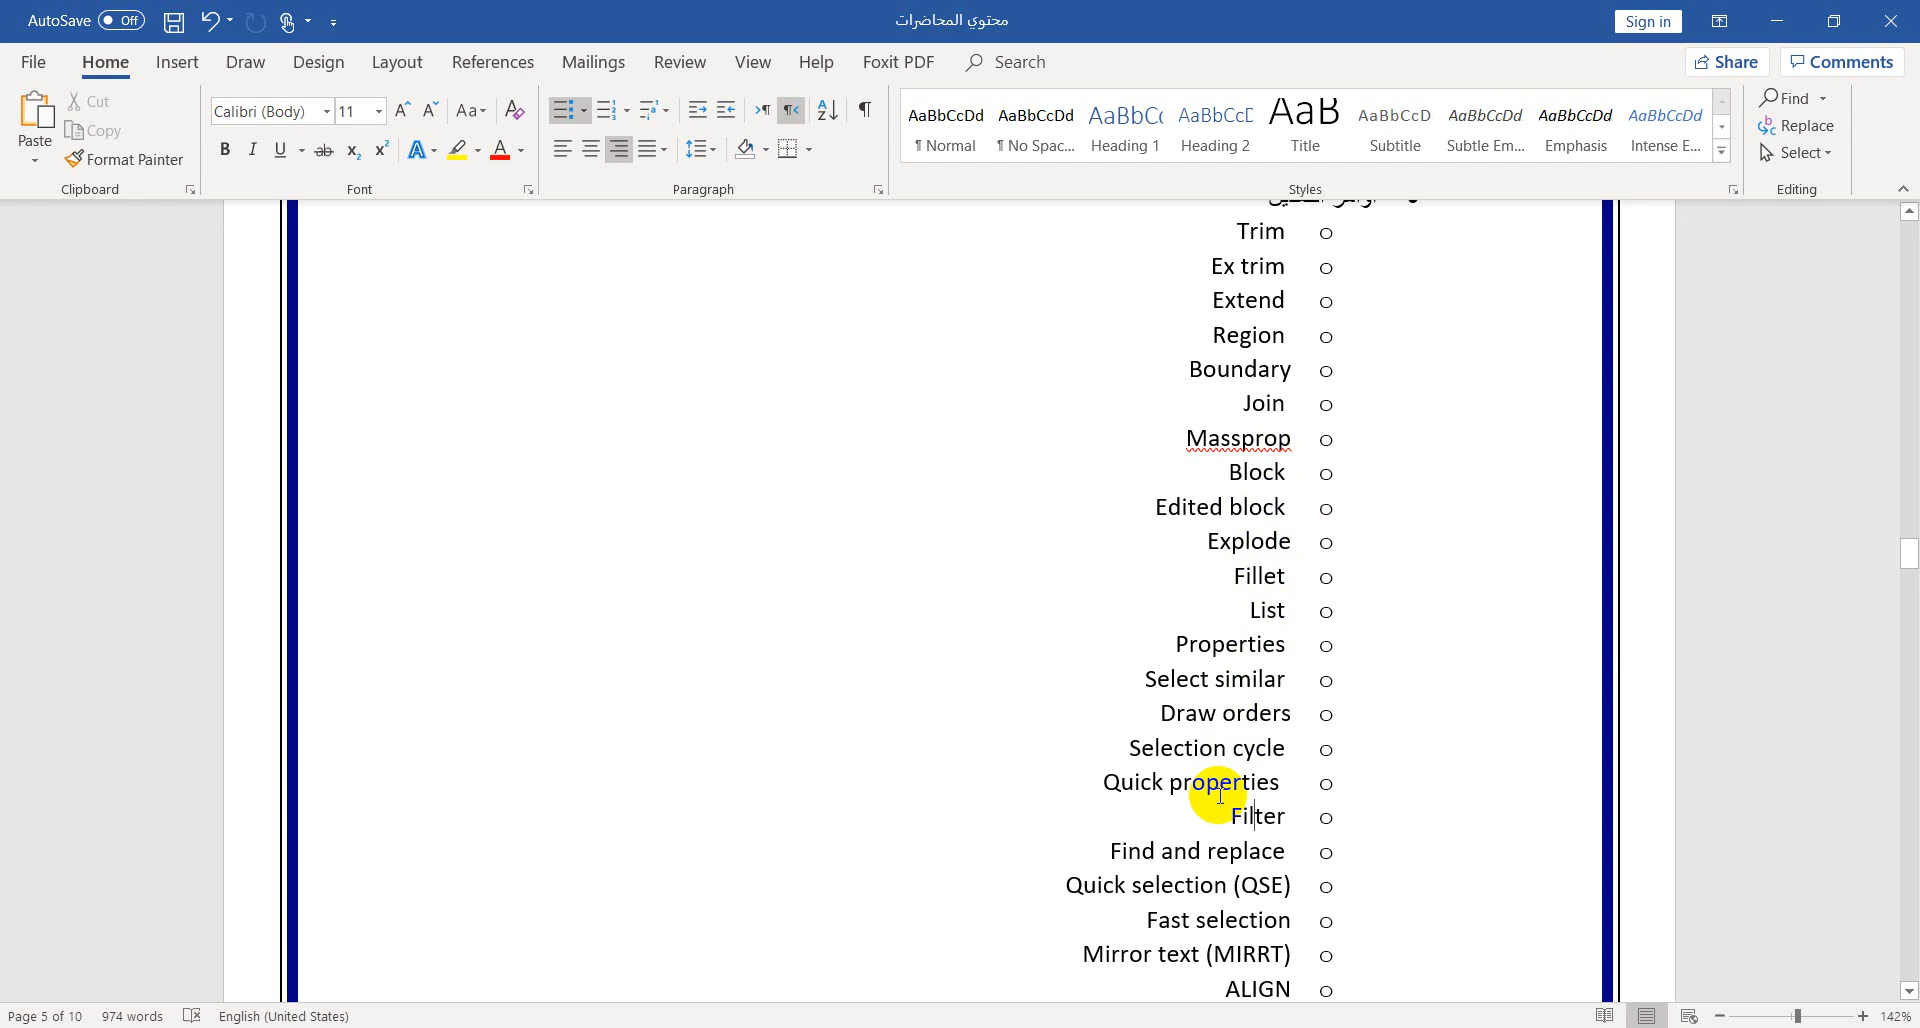 AutoSave Off
محتوي المحاضرات
Sign in
File Home Insert Draw Design Layout References Mailings Review View Help Foxit PDF Search
Share Comments
Paste
Cut
Copy
Format Painter
Clipboard
Calibri (Body) 11
Font
Paragraph
AaBbCcDd AaBbCcDd AaBbCc AaBbCcD AaB AaBbCcD AaBbCcDd AaBbCcDd AaBbCcDd
¶ Normal ¶ No Spac... Heading 1 Heading 2 Title Subtitle Subtle Em... Emphasis Intense E...
Styles
Find
Replace
Select
Editing
Trim
Ex trim
Extend
Region
Boundary
Join
Massprop
Block
Edited block
Explode
Fillet
List
Properties
Select similar
Draw orders
Selection cycle
Quick properties
Filter
Find and replace
Quick selection (QSE)
Fast selection
Mirror text (MIRRT)
ALIGN
Page 5 of 10 974 words English (United States) 142%